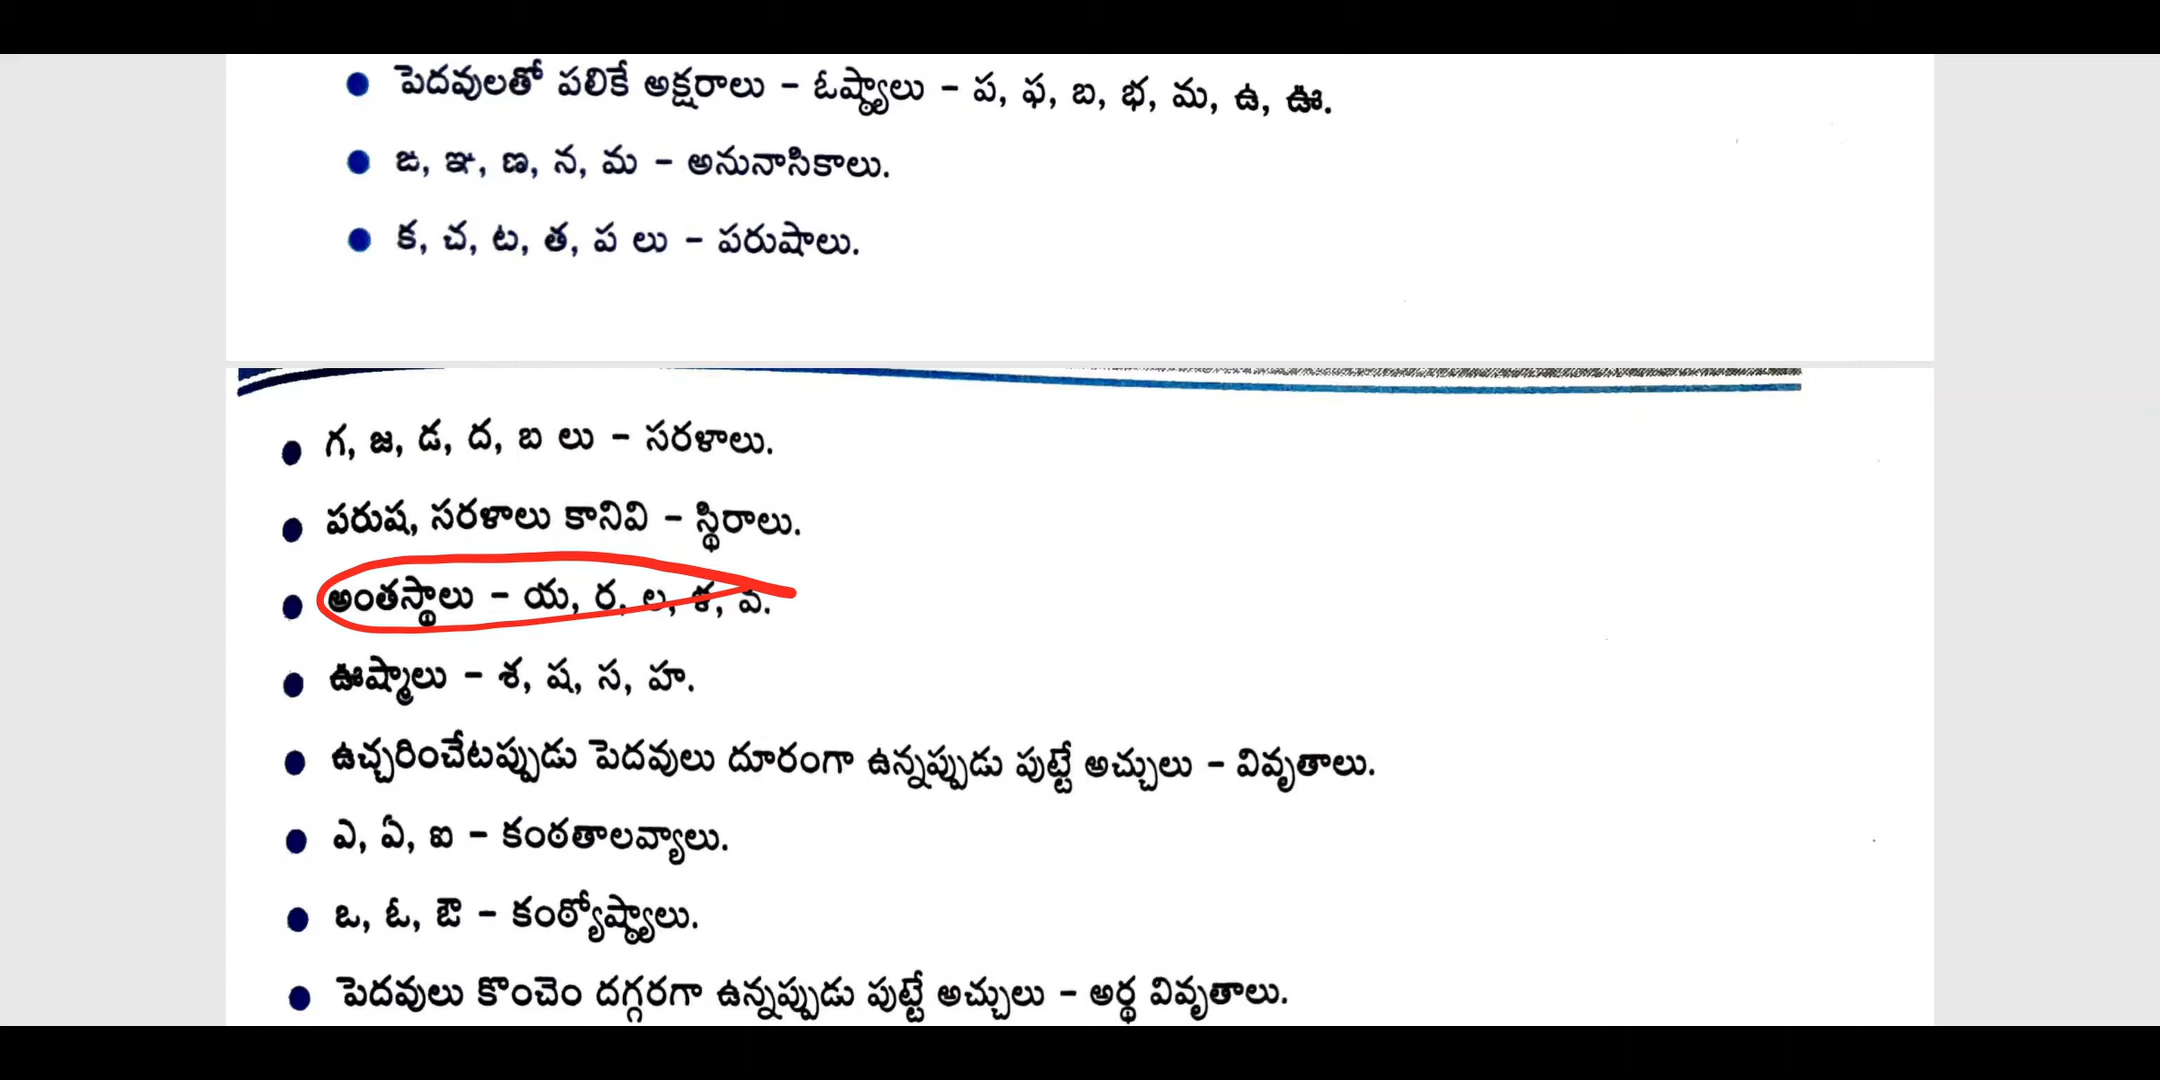 పెదవులతో పలికే అక్షరాలు – ఓష్ఠ్యాలు – ప, ఫ, బ, భ, మ, ఉ, ఊ.
ఙ, ఞ, ణ, న, మ – అనునాసికాలు.
క, చ, ట, త, ప లు – పరుషాలు.
గ, జ, డ, ద, బ లు – సరళాలు.
పరుష, సరళాలు కానివి – స్థిరాలు.
అంతస్థాలు – య, ర, ల, ళ, వ.
ఊష్మాలు – శ, ష, స, హ.
ఉచ్చరించేటప్పుడు పెదవులు దూరంగా ఉన్నప్పుడు పుట్టే అచ్చులు – వివృతాలు.
ఎ, ఏ, ఐ – కంఠతాలవ్యాలు.
ఒ, ఓ, ఔ – కంఠ్యోష్ఠ్యాలు.
పెదవులు కొంచెం దగ్గరగా ఉన్నప్పుడు పుట్టే అచ్చులు – అర్థ వివృతాలు.